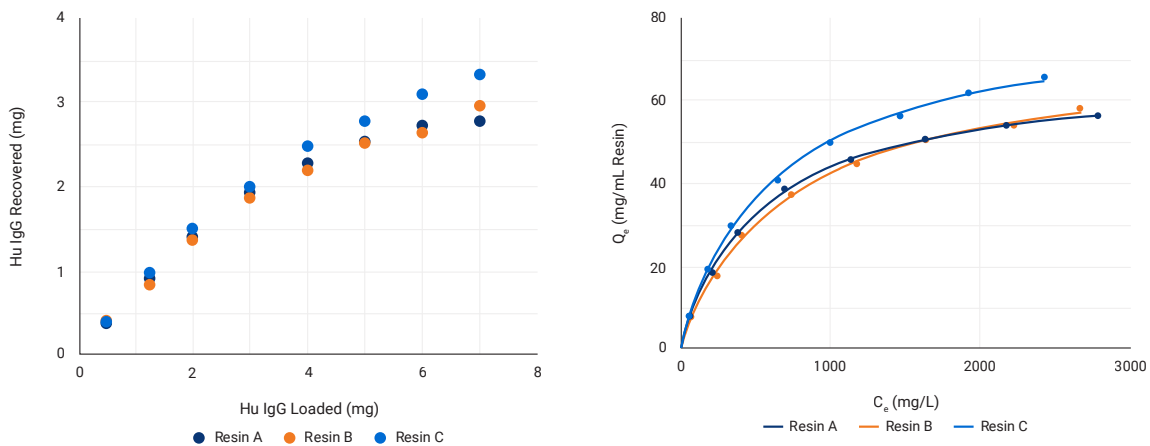 Hu IgG Recovered (mg)
4
3
2
1
0
0 2 4 6 8
Hu IgG Loaded (mg)
Resin A Resin B Resin C
Qₑ (mg/mL Resin)
80
60
40
20
0
0 1000 2000 3000
Cₑ (mg/L)
Resin A Resin B Resin C